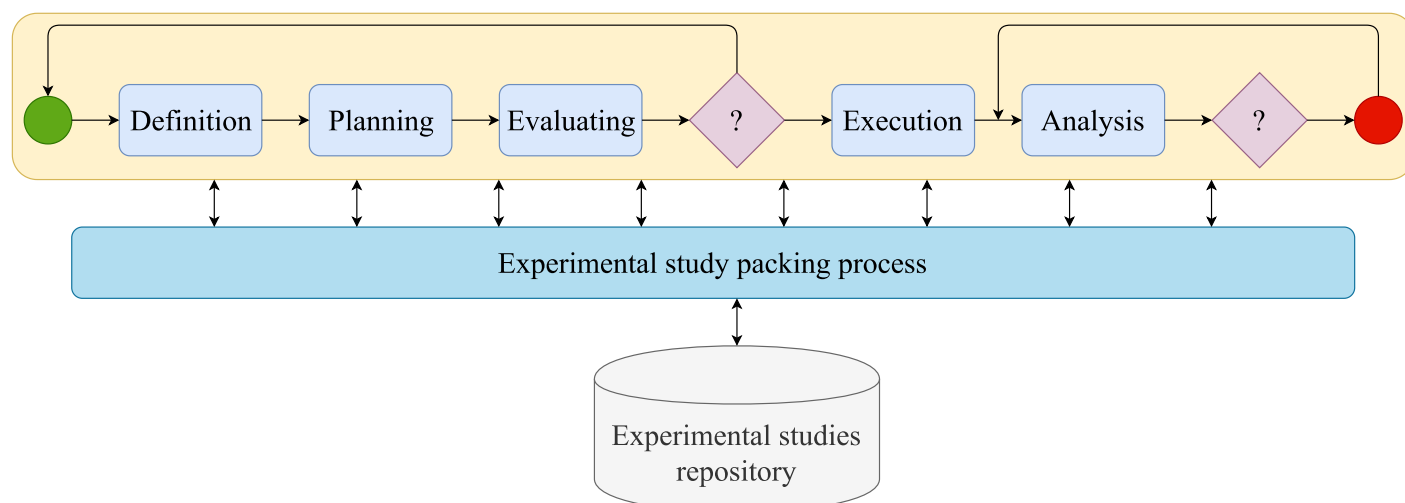 Definition
Planning
Evaluating
?
Execution
Analysis
?
Experimental study packing process
Experimental studies
repository